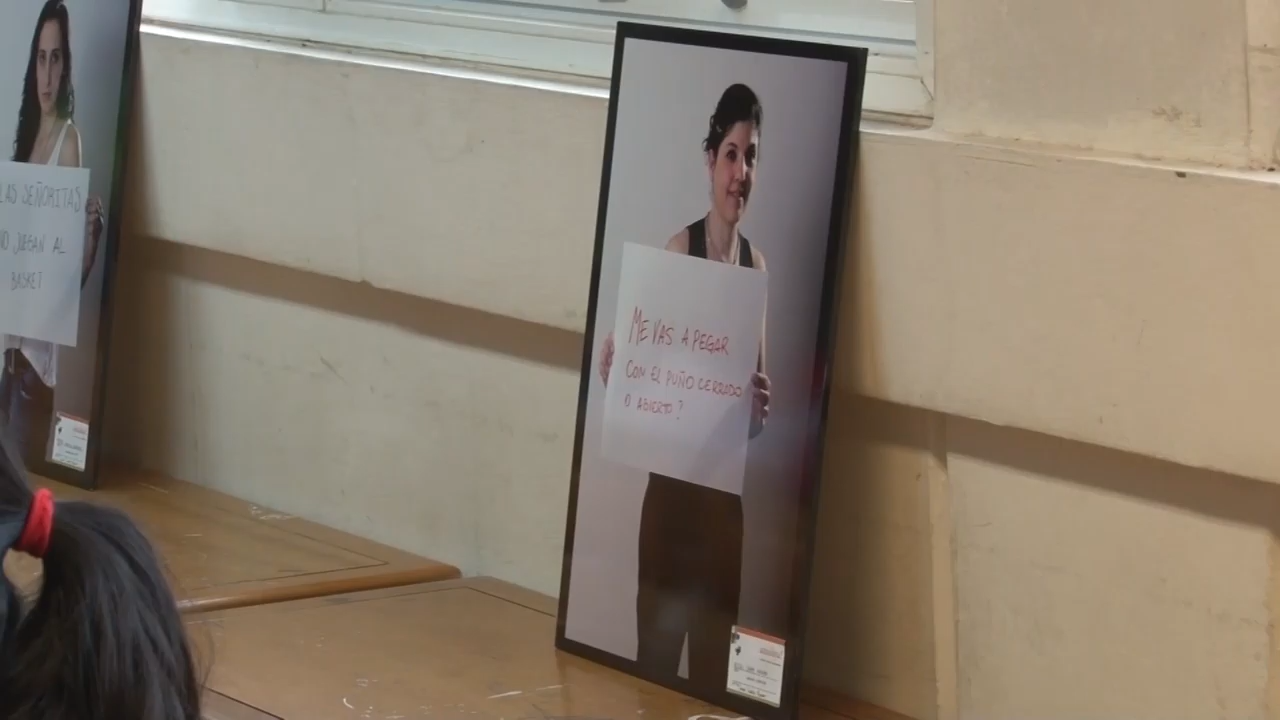 LAS SEÑORITAS
NO JUEGAN AL
BASKET
ME VAS A PEGAR
CON EL PUÑO CERRADO
O ABIERTO?